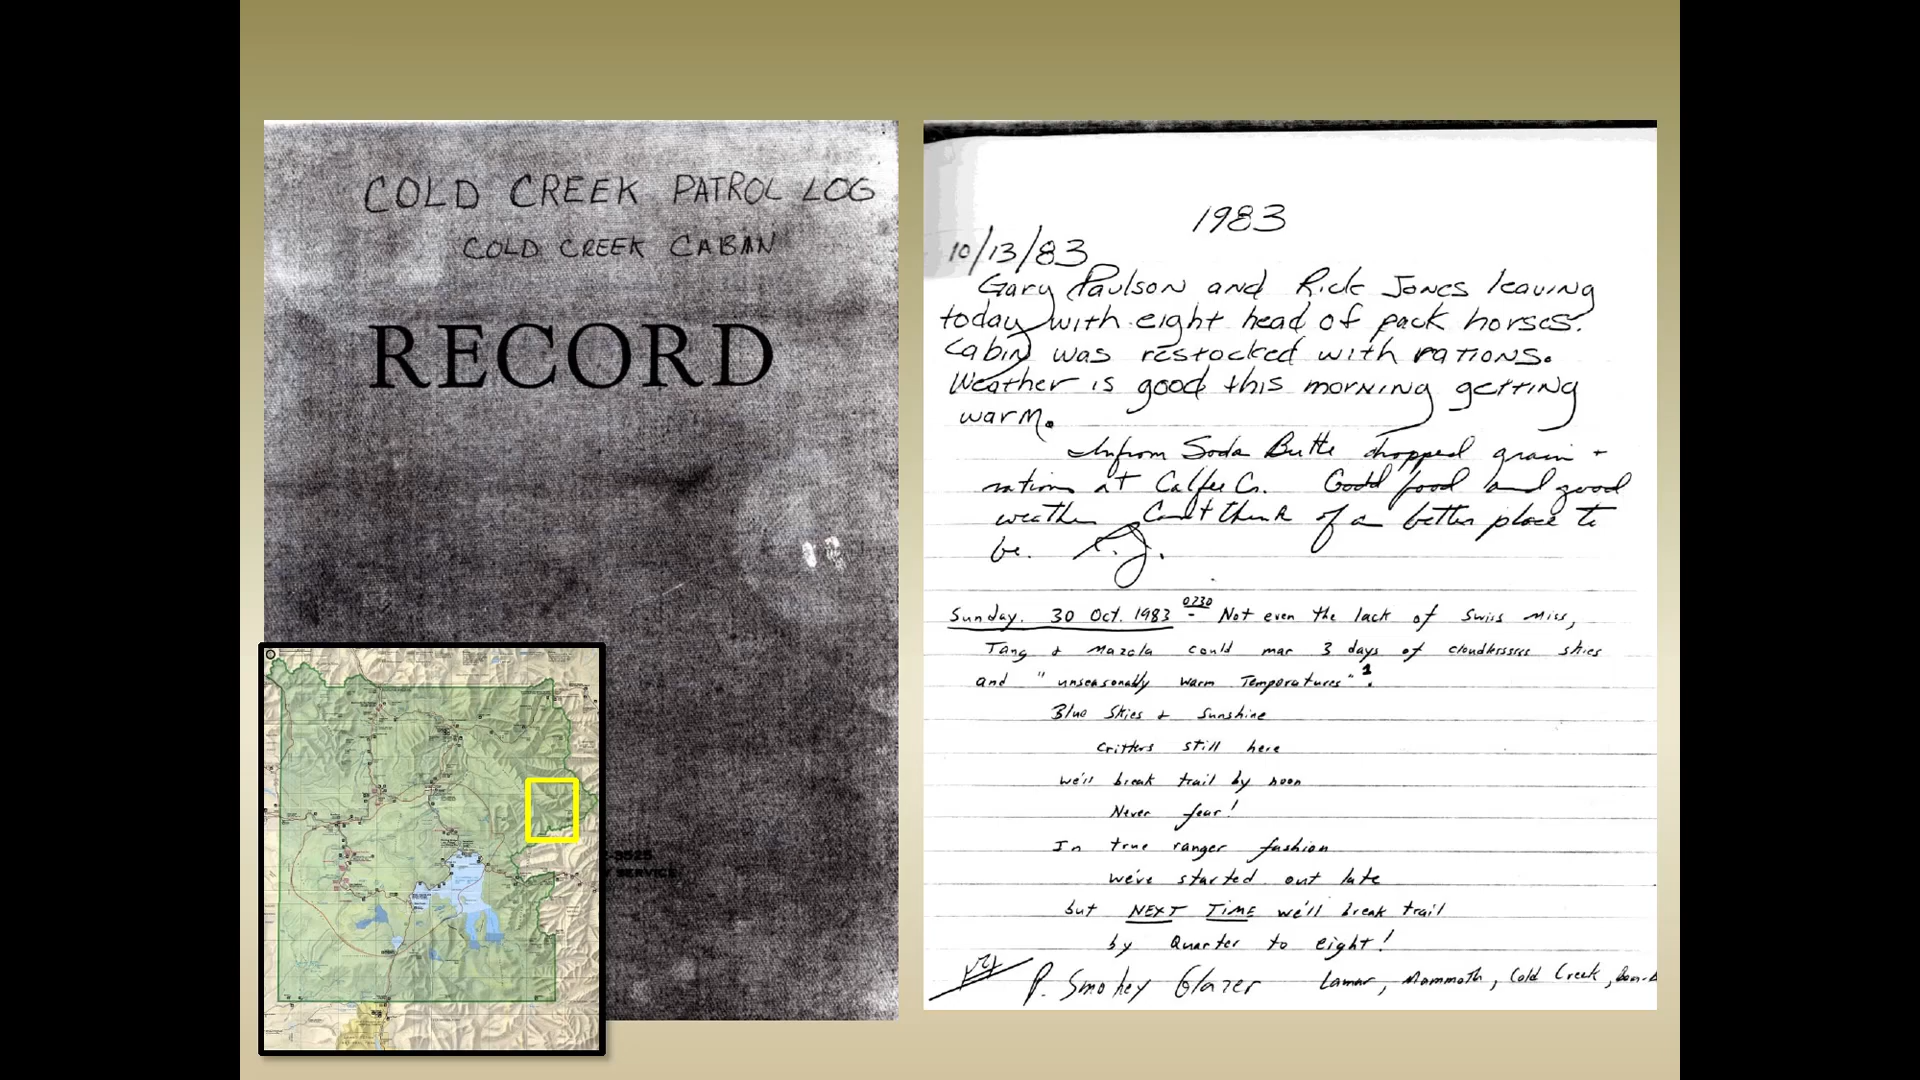 COLD CREEK PATROL LOG
COLD CREEK CABIN
RECORD
5525
SERVICE
1983
10/13/83
Gary Paulson and Rick Jones leaving
today with eight head of pack horses.
Cabin was restocked with rations.
Weather is good this morning getting
warm.
In from Soda Butte dropped grain +
rations at Calfee Cr. Good food and good
weather Can't think of a better place to
be. R.J.
Sunday. 30 Oct. 1983 - 0730 Not even the lack of Swiss Miss,
Tang & Mazola could mar 3 days of cloudlessssss skies
and "unseasonably warm Temperatures".
Blue Skies & Sunshine
Critters still here
We'll break trail by noon
Never fear!
In true ranger fashion
We've started out late
but NEXT TIME we'll break trail
by Quarter to eight!
P. Smokey Glazer Lamar, Mammoth, Cold Creek,